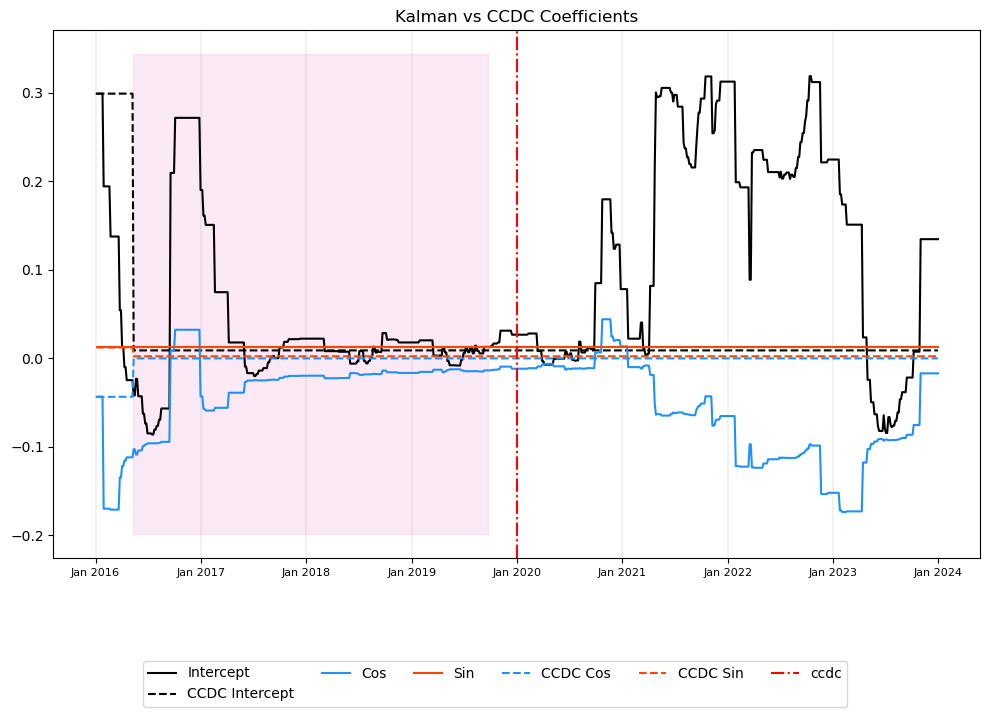 Kalman vs CCDC Coefficients
0.3
0.2
0.1
0.0
−0.1
−0.2
Jan 2016 Jan 2017 Jan 2018 Jan 2019 Jan 2020 Jan 2021 Jan 2022 Jan 2023 Jan 2024
Intercept Cos Sin CCDC Cos CCDC Sin ccdc
CCDC Intercept